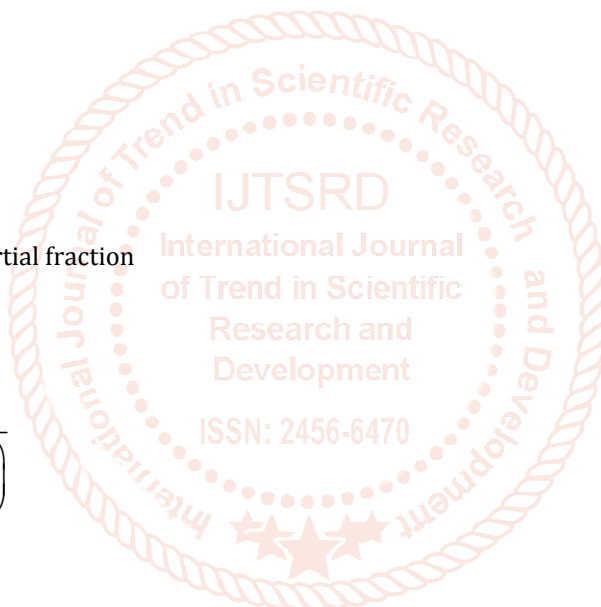 International Journal of Trend in Scientific Research and Development
IJTSRD
rtial fraction
International Journal
of Trend in Scientific
Research and
Development
ISSN: 2456-6470